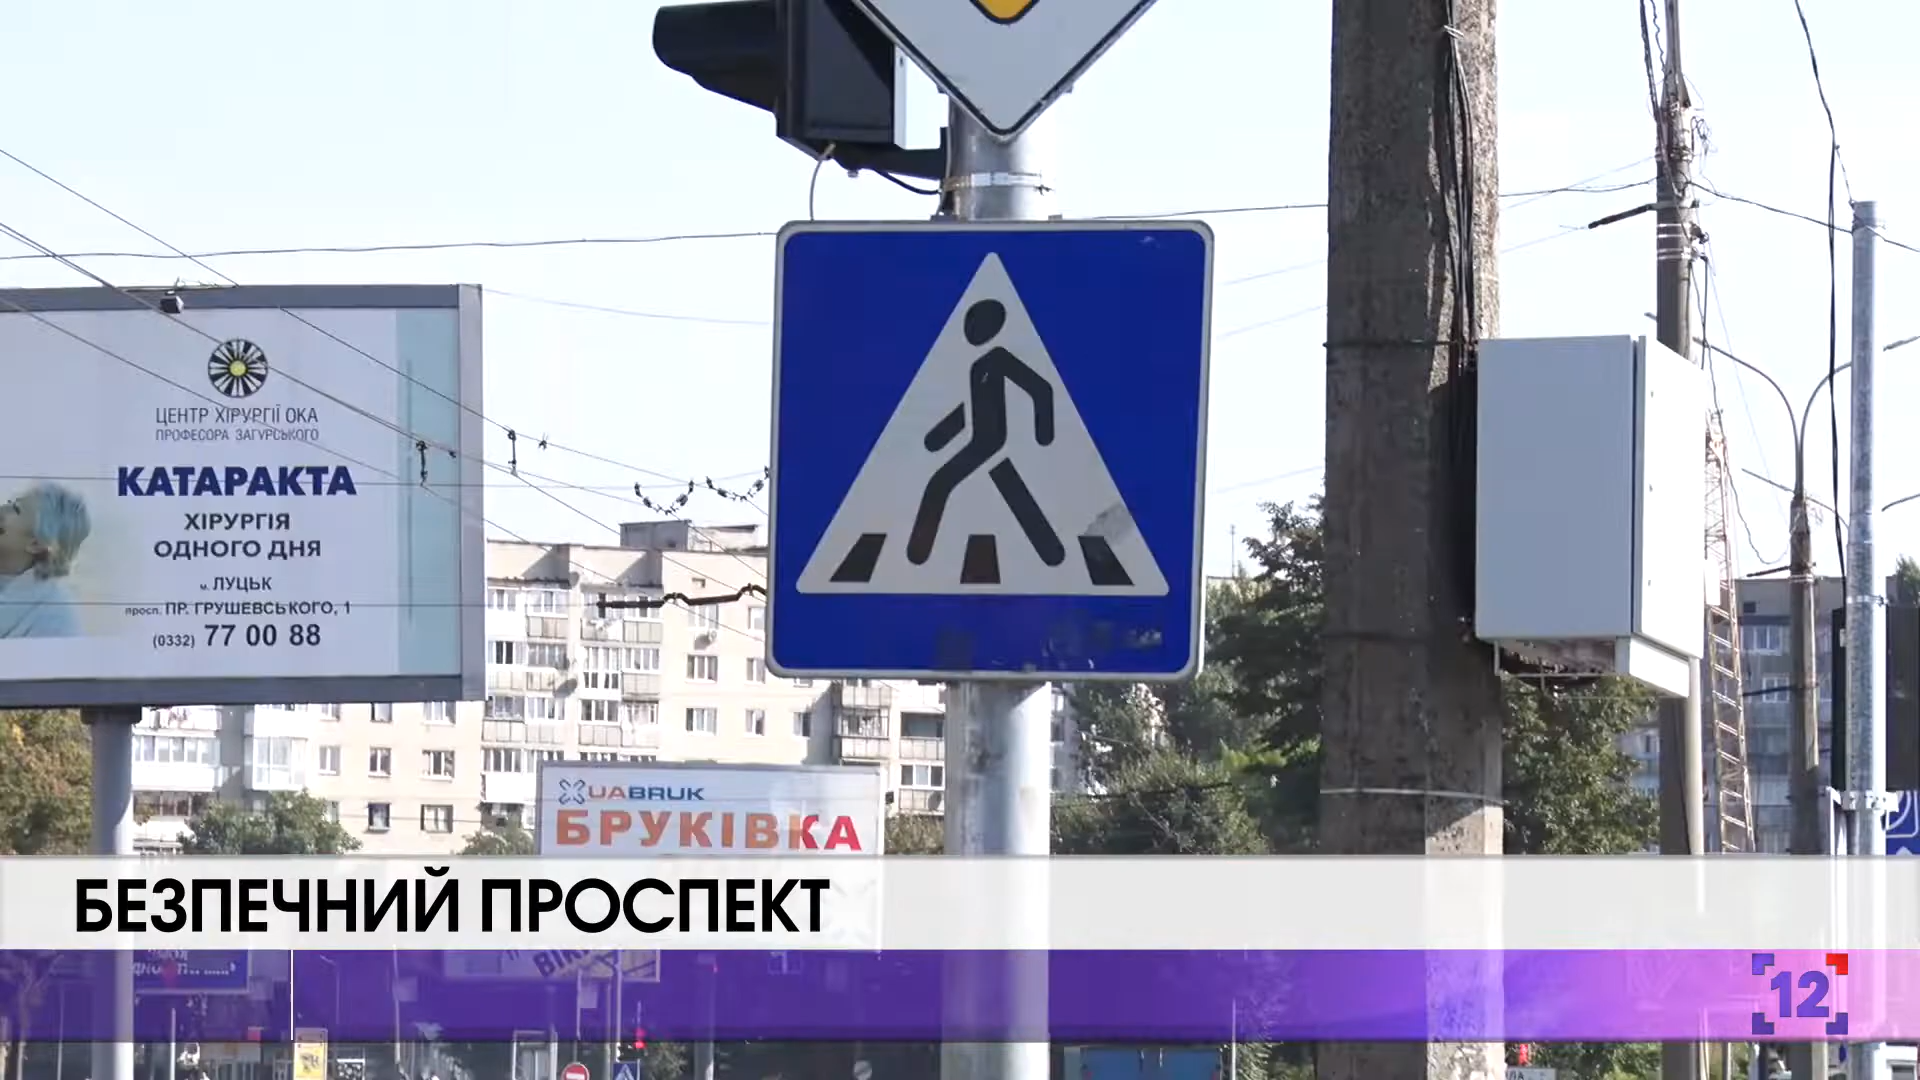 ЦЕНТР ХІРУРГІЇ ОКА
ПРОФЕСОРА ЗАГУРСЬКОГО
КАТАРАКТА
ХІРУРГІЯ
ОДНОГО ДНЯ
м. ЛУЦЬК
просп. ПР. ГРУШЕВСЬКОГО, 1
(0332) 77 00 88
UABRUK
БРУКІВКА
БЕЗПЕЧНИЙ ПРОСПЕКТ
12